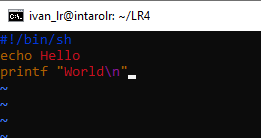 ivan_lr@intarolr: ~/LR4
#!/bin/sh
echo Hello
printf "World\n"
~
~
~